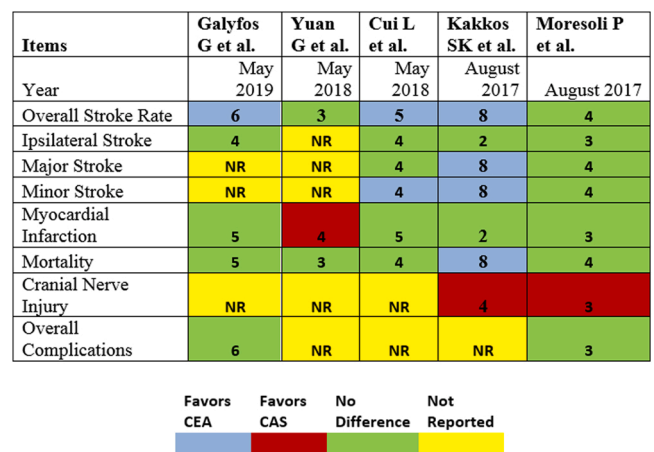 Items Galyfos G et al. Yuan G et al. Cui L et al. Kakkos SK et al. Moresoli P et al.
Year May 2019 May 2018 May 2018 August 2017 August 2017
Overall Stroke Rate 6 3 5 8 4
Ipsilateral Stroke 4 NR 4 2 3
Major Stroke NR NR 4 8 4
Minor Stroke NR NR 4 8 4
Myocardial Infarction 5 4 5 2 3
Mortality 5 3 4 8 4
Cranial Nerve Injury NR NR NR 4 3
Overall Complications 6 NR NR NR 3
Favors CEA Favors CAS No Difference Not Reported